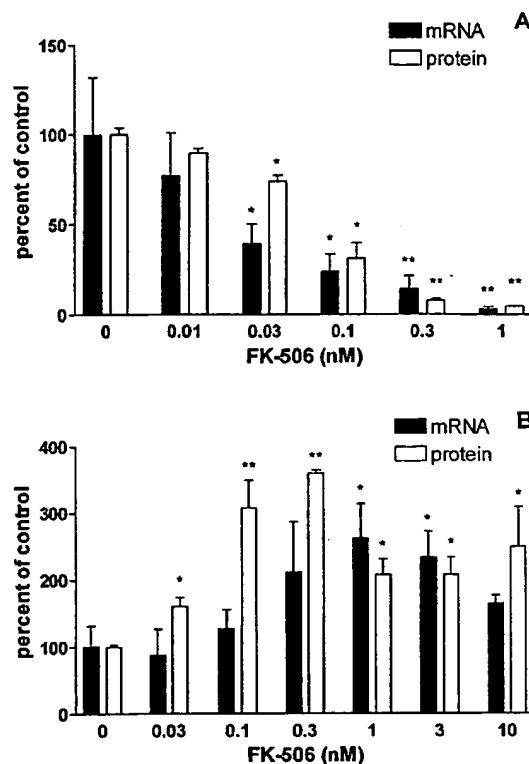 A
mRNA
protein
percent of control
150
100
50
0
*
*
*
*
**
**
**
**
0 0.01 0.03 0.1 0.3 1
FK-506 (nM)
B
mRNA
protein
percent of control
400
300
200
100
0
*
**
**
*
*
*
*
*
0 0.03 0.1 0.3 1 3 10
FK-506 (nM)